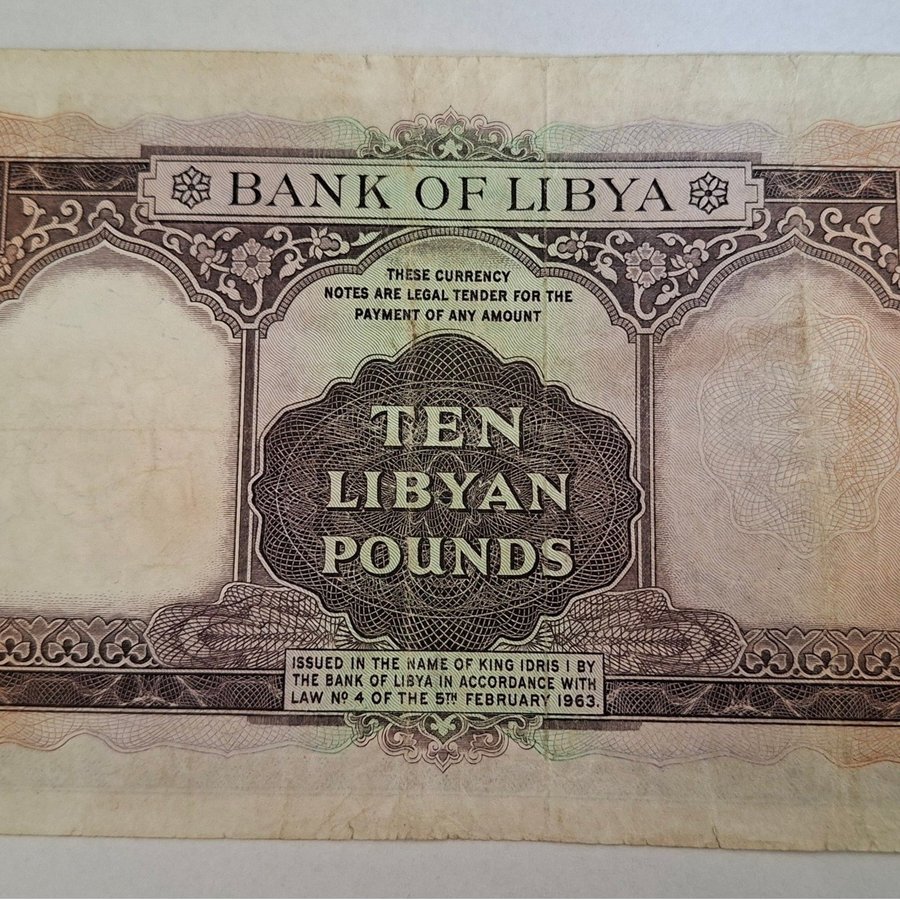 BANK OF LIBYA
THESE CURRENCY
NOTES ARE LEGAL TENDER FOR THE
PAYMENT OF ANY AMOUNT
TEN
LIBYAN
POUNDS
ISSUED IN THE NAME OF KING IDRIS I BY
THE BANK OF LIBYA IN ACCORDANCE WITH
LAW Nº 4 OF THE 5TH FEBRUARY 1963.